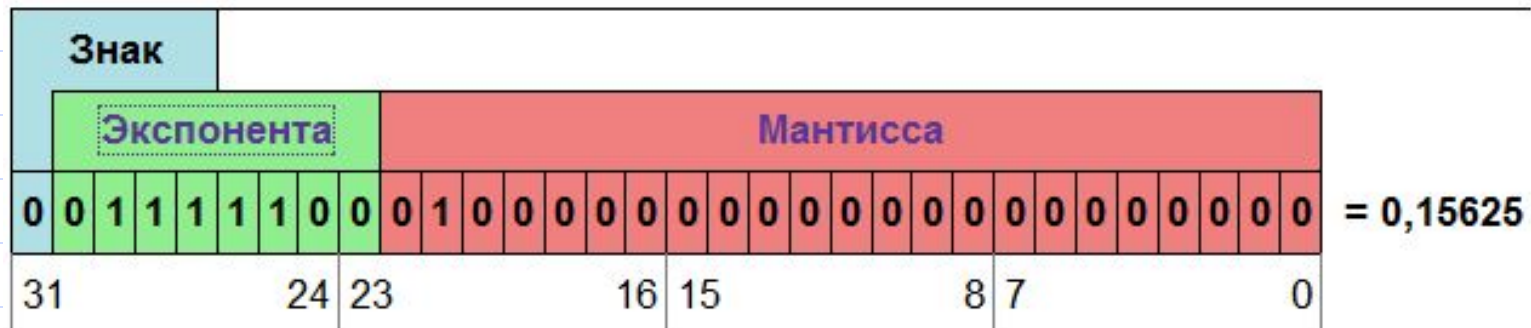 Знак
Экспонента Мантисса
0 0 1 1 1 1 1 0 0 0 1 0 0 0 0 0 0 0 0 0 0 0 0 0 0 0 0 0 0 0 0 0 = 0,15625
31 24 23 16 15 8 7 0